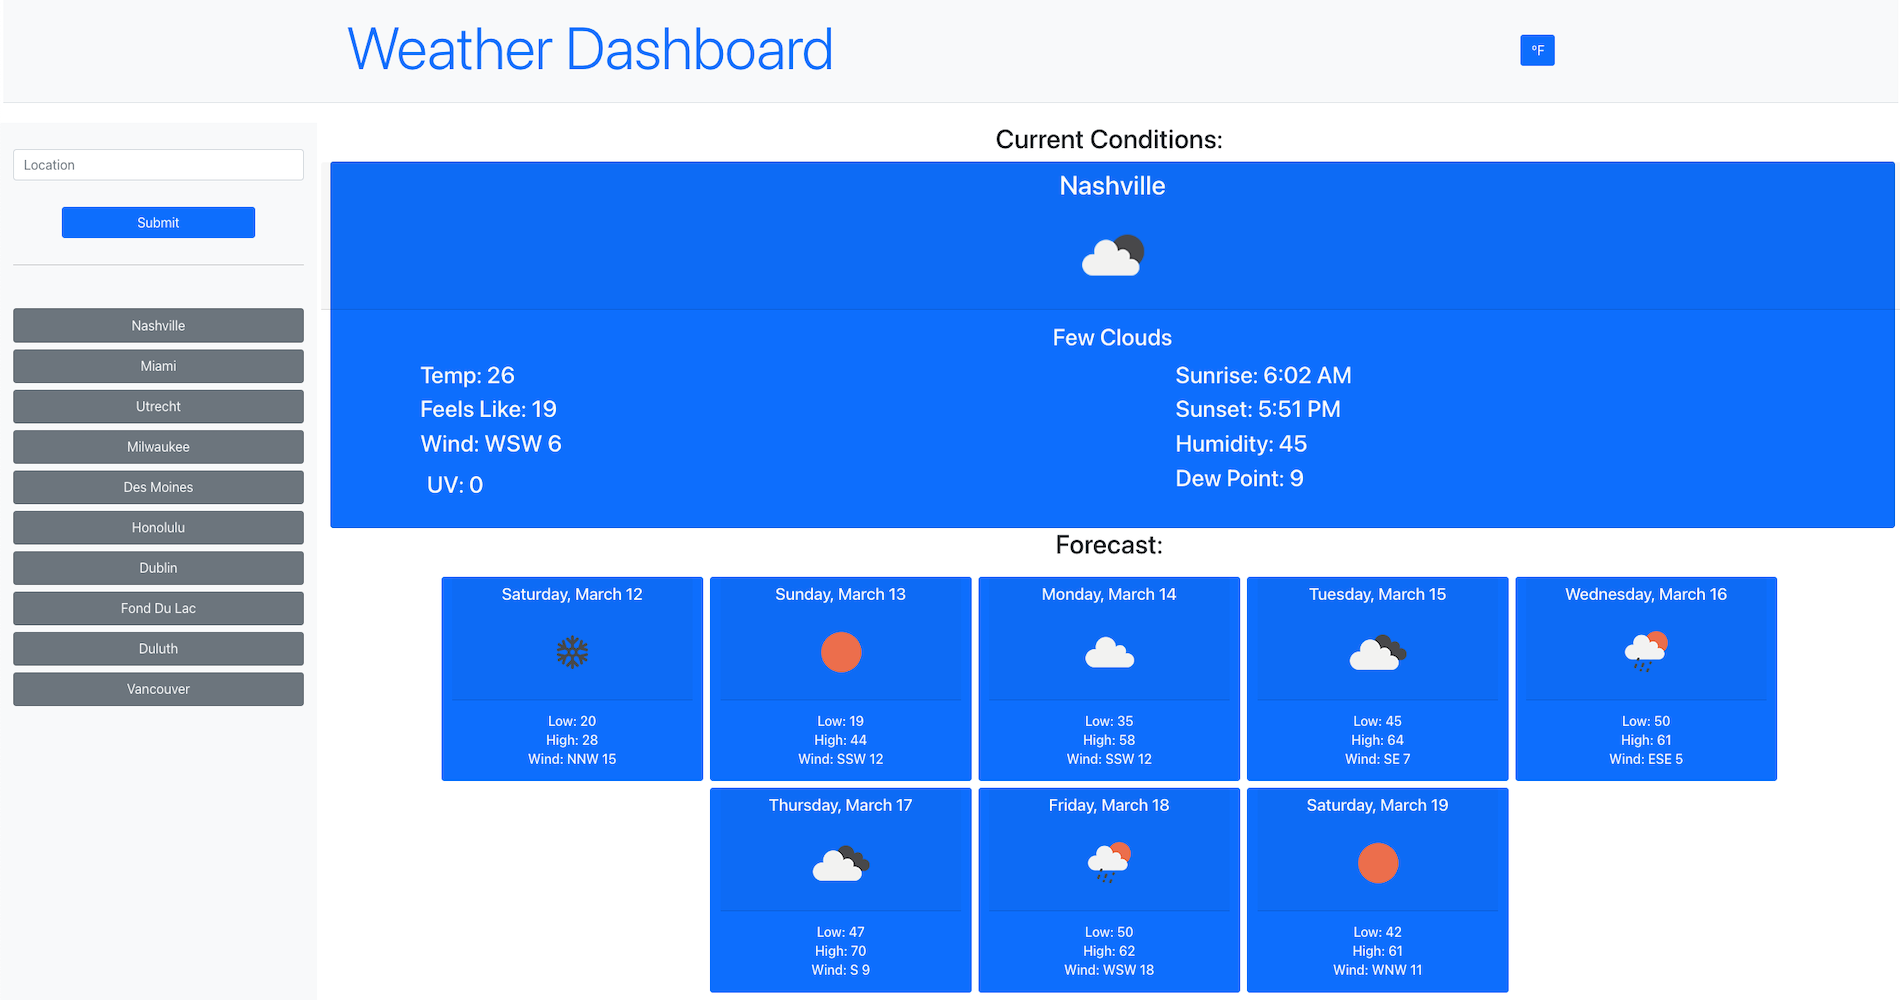 Weather Dashboard
ºF
Location
Submit
Nashville
Miami
Utrecht
Milwaukee
Des Moines
Honolulu
Dublin
Fond Du Lac
Duluth
Vancouver
Current Conditions:
Nashville
Few Clouds
Temp: 26
Feels Like: 19
Wind: WSW 6
UV: 0
Sunrise: 6:02 AM
Sunset: 5:51 PM
Humidity: 45
Dew Point: 9
Forecast:
Saturday, March 12
Low: 20
High: 28
Wind: NNW 15
Sunday, March 13
Low: 19
High: 44
Wind: SSW 12
Monday, March 14
Low: 35
High: 58
Wind: SSW 12
Tuesday, March 15
Low: 45
High: 64
Wind: SE 7
Wednesday, March 16
Low: 50
High: 61
Wind: ESE 5
Thursday, March 17
Low: 47
High: 70
Wind: S 9
Friday, March 18
Low: 50
High: 62
Wind: WSW 18
Saturday, March 19
Low: 42
High: 61
Wind: WNW 11